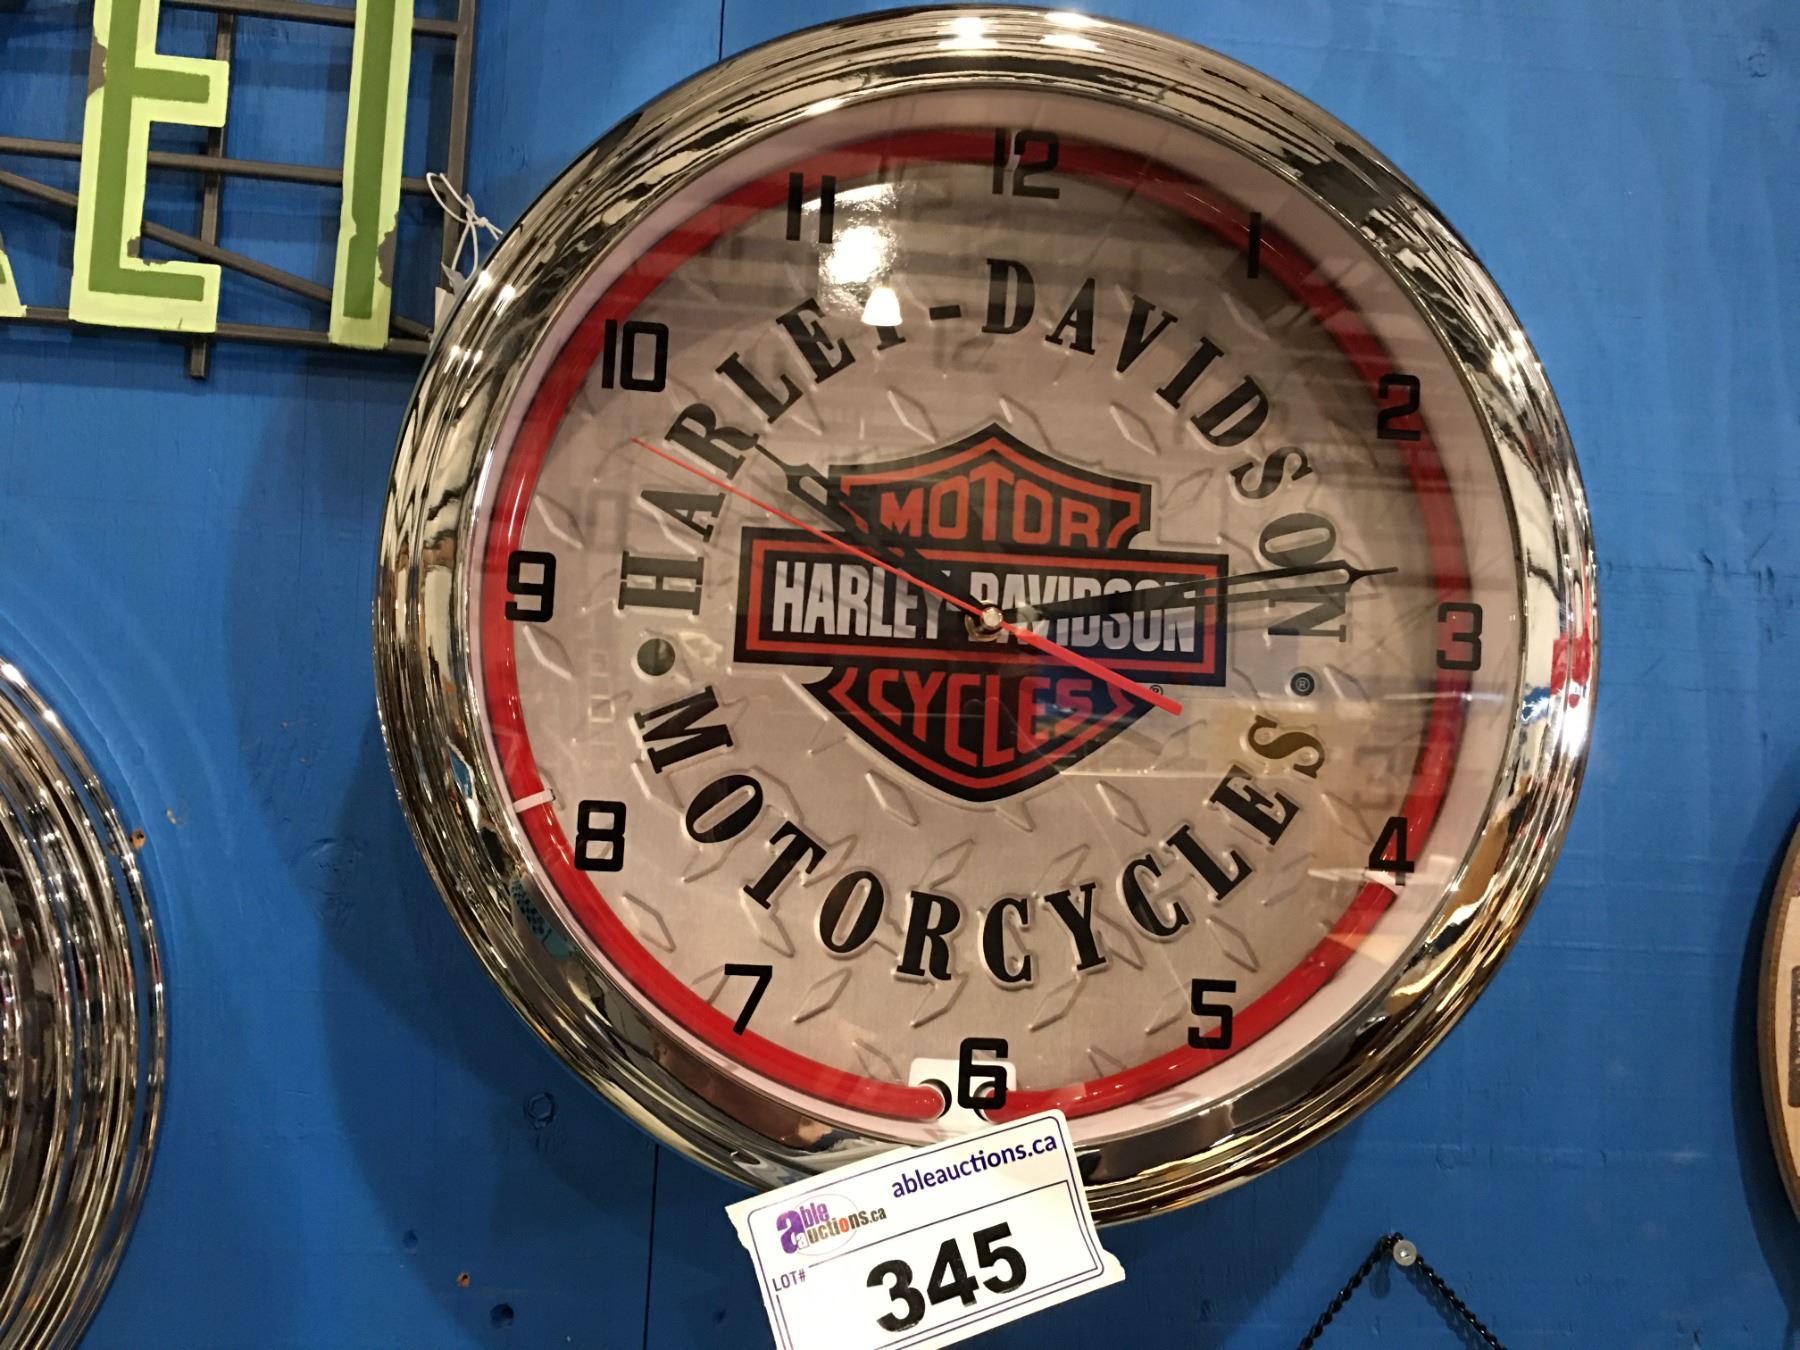 ET
12
1
2
3
4
5
6
7
8
9
10
11
HARLEY-DAVIDSON
MOTOR
HARLEY-DAVIDSON
CYCLES
®
®
MOTORCYCLES
able auctions.ca
ableauctions.ca
LOT#
345